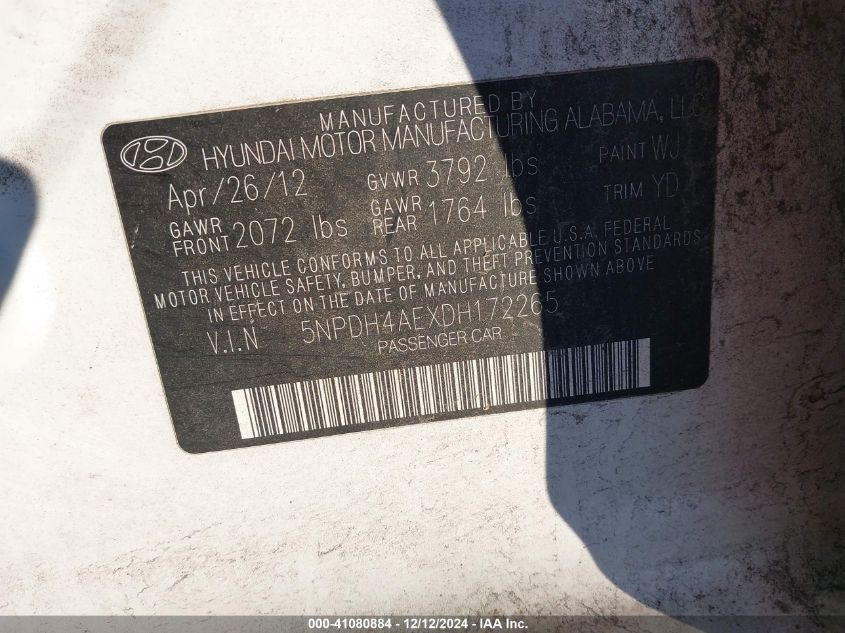 MANUFACTURED BY
HYUNDAI MOTOR MANUFACTURING ALABAMA, LLC
Apr/26/12 GVWR 3792 lbs PAINT WJ
GAWR FRONT 2072 lbs GAWR REAR 1764 lbs TRIM YD
THIS VEHICLE CONFORMS TO ALL APPLICABLE U.S.A. FEDERAL
MOTOR VEHICLE SAFETY, BUMPER, AND THEFT PREVENTION STANDARDS
IN EFFECT ON THE DATE OF MANUFACTURE SHOWN ABOVE
V.I.N 5NPDH4AEXDH172265
PASSENGER CAR
000-41080884 - 12/12/2024 - IAA Inc.